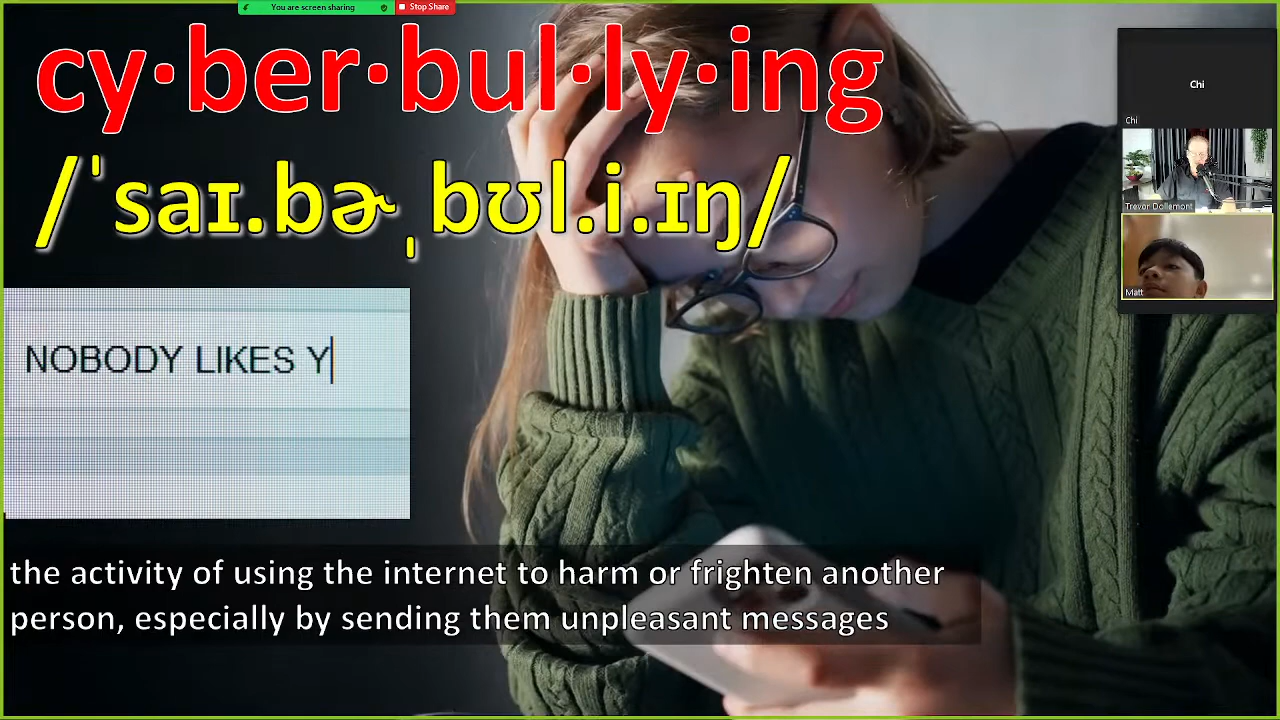 You are screen sharing
Stop Share
cy·ber·bul·ly·ing
/ˈsaɪ.bɚˌbʊl.i.ɪŋ/
NOBODY LIKES Y
the activity of using the internet to harm or frighten another
person, especially by sending them unpleasant messages
Chi
Chi
Trevor Dollemont
Matt